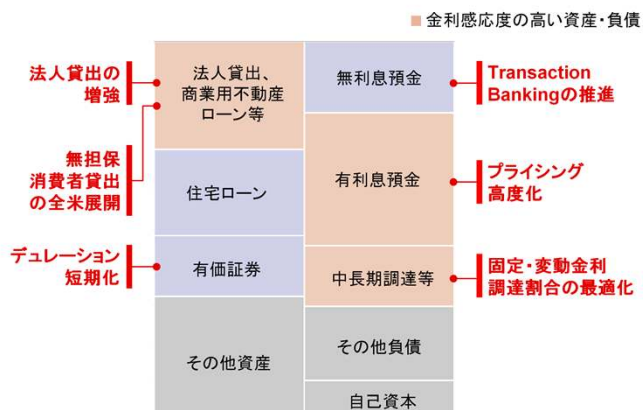 ■ 金利感応度の高い資産・負債
法人貸出の
増強
無担保
消費者貸出
の全米展開
デュレーション
短期化
法人貸出、
商業用不動産
ローン等
住宅ローン
有価証券
その他資産
無利息預金
有利息預金
中長期調達等
その他負債
自己資本
Transaction
Bankingの推進
プライシング
高度化
固定・変動金利
調達割合の最適化